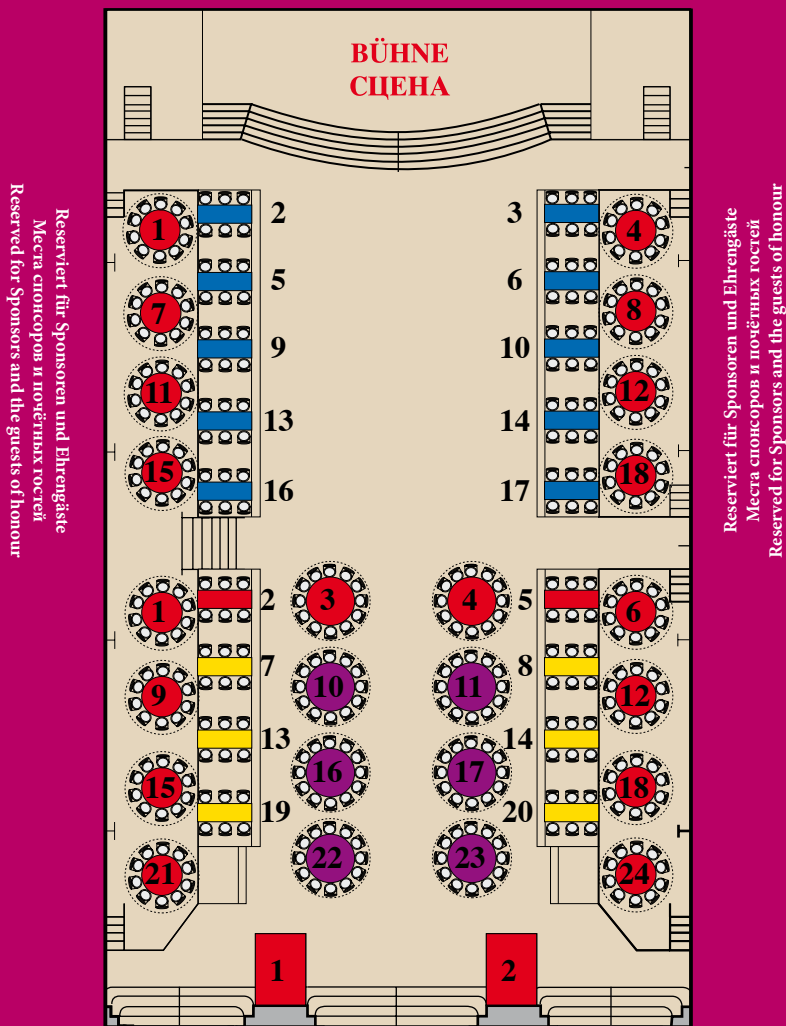 BÜHNE
СЦЕНА
Reserviert für Sponsoren und Ehrengäste
Места спонсоров и почётных гостей
Reserved for Sponsors and the guests of honour
Reserviert für Sponsoren und Ehrengäste
Места спонсоров и почётных гостей
Reserved for Sponsors and the guests of honour
1 2 3 4
7 5 6 8
11 9 10 12
15 13 14 18
16 17
1 2 3 4 5 6
9 7 10 11 8 12
15 13 16 17 14 18
19 20
21 22 23 24
1 2